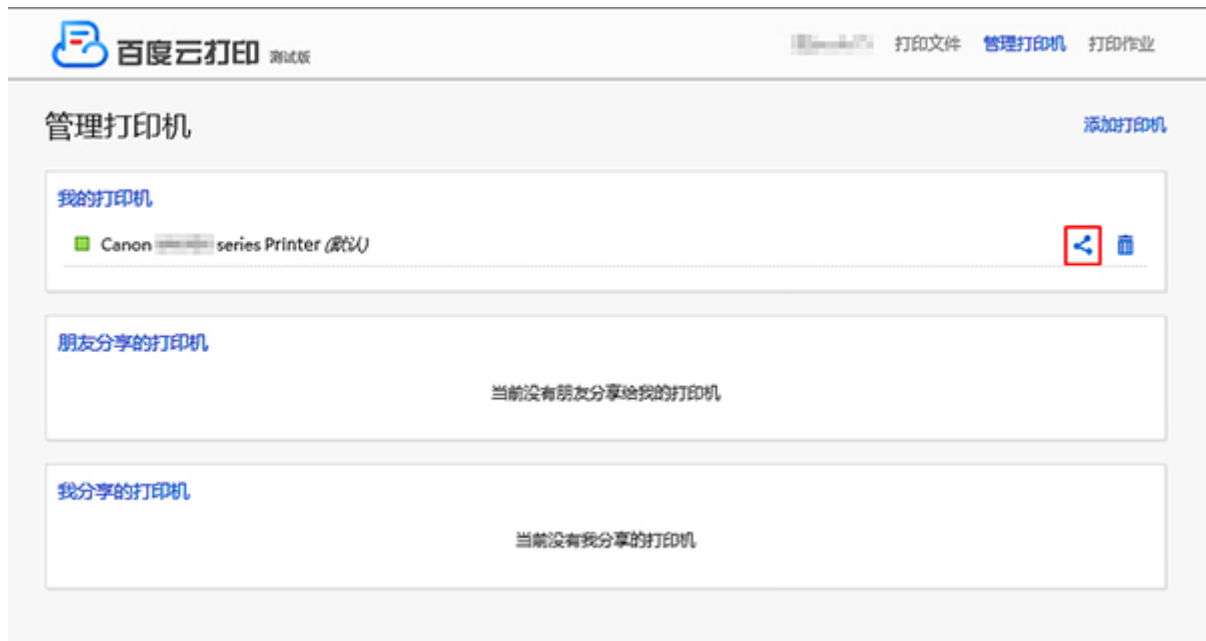 百度云打印 测试版
打印文件 管理打印机 打印作业
管理打印机
添加打印机
我的打印机
Canon series Printer (默认)
朋友分享的打印机
当前没有朋友分享给我的打印机
我分享的打印机
当前没有我分享的打印机